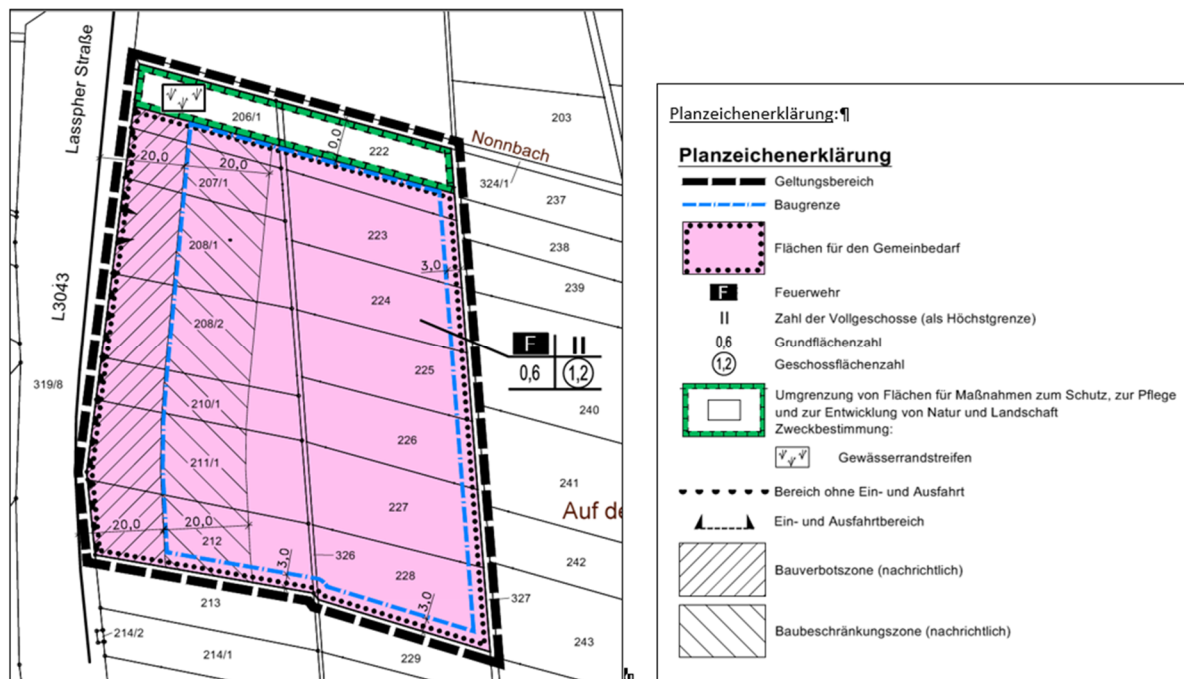 Lasspher Straße
L3043
319/8
206/1
222
0,0
203
Nonnbach
324/1
237
20,0
20,0
207/1
223
238
208/1
3,0
239
224
208/2
F II
0,6 1,2
225
240
210/1
226
211/1
241
227
Auf de
20,0
20,0
212
3,0
326
228
242
3,0
327
213
243
214/2
214/1
229
Planzeichenerklärung:¶
Planzeichenerklärung
Geltungsbereich
Baugrenze
Flächen für den Gemeinbedarf
F Feuerwehr
II Zahl der Vollgeschosse (als Höchstgrenze)
0,6 Grundflächenzahl
1,2 Geschossflächenzahl
Umgrenzung von Flächen für Maßnahmen zum Schutz, zur Pflege
und zur Entwicklung von Natur und Landschaft
Zweckbestimmung:
Gewässerrandstreifen
Bereich ohne Ein- und Ausfahrt
Ein- und Ausfahrtbereich
Bauverbotszone (nachrichtlich)
Baubeschränkungszone (nachrichtlich)